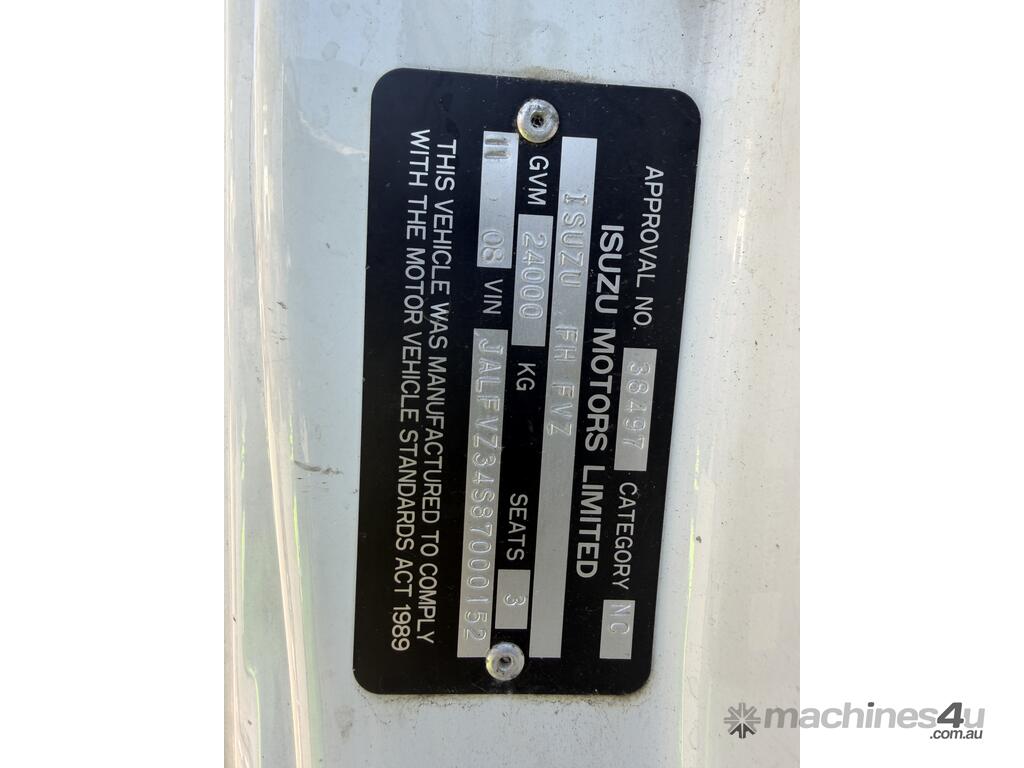 APPROVAL NO. 38497 CATEGORY NC
ISUZU MOTORS LIMITED
ISUZU FH FVZ
GVM 24000 KG SEATS 3
11 08 VIN JALFVZ34S87000152
THIS VEHICLE WAS MANUFACTURED TO COMPLY
WITH THE MOTOR VEHICLE STANDARDS ACT 1989
machines4u
.com.au